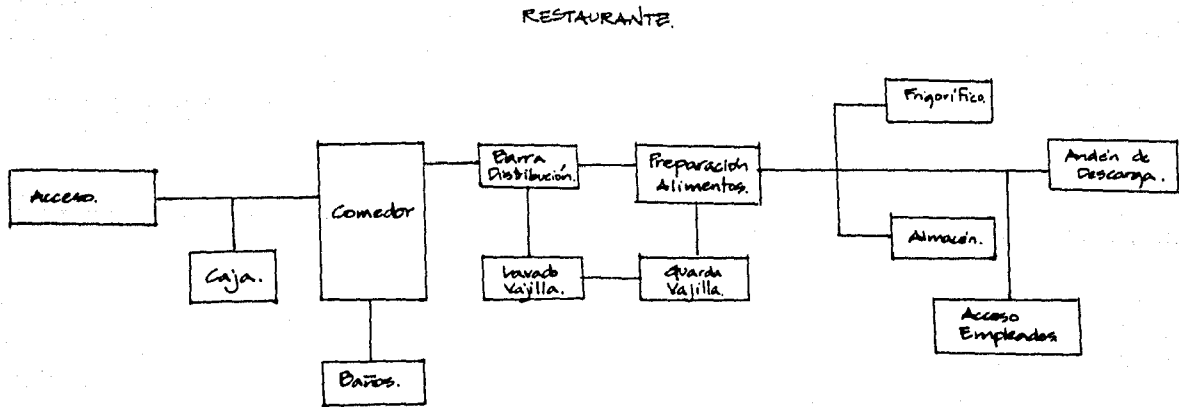 RESTAURANTE.
Frigorífico.
Barra
Distribución.
Preparación
Alimentos.
Andén de
Descarga.
Acceso.
Comedor
Almacén.
Caja.
Lavado
Vajilla.
Guarda
Vajilla.
Acceso
Empleados
Baños.